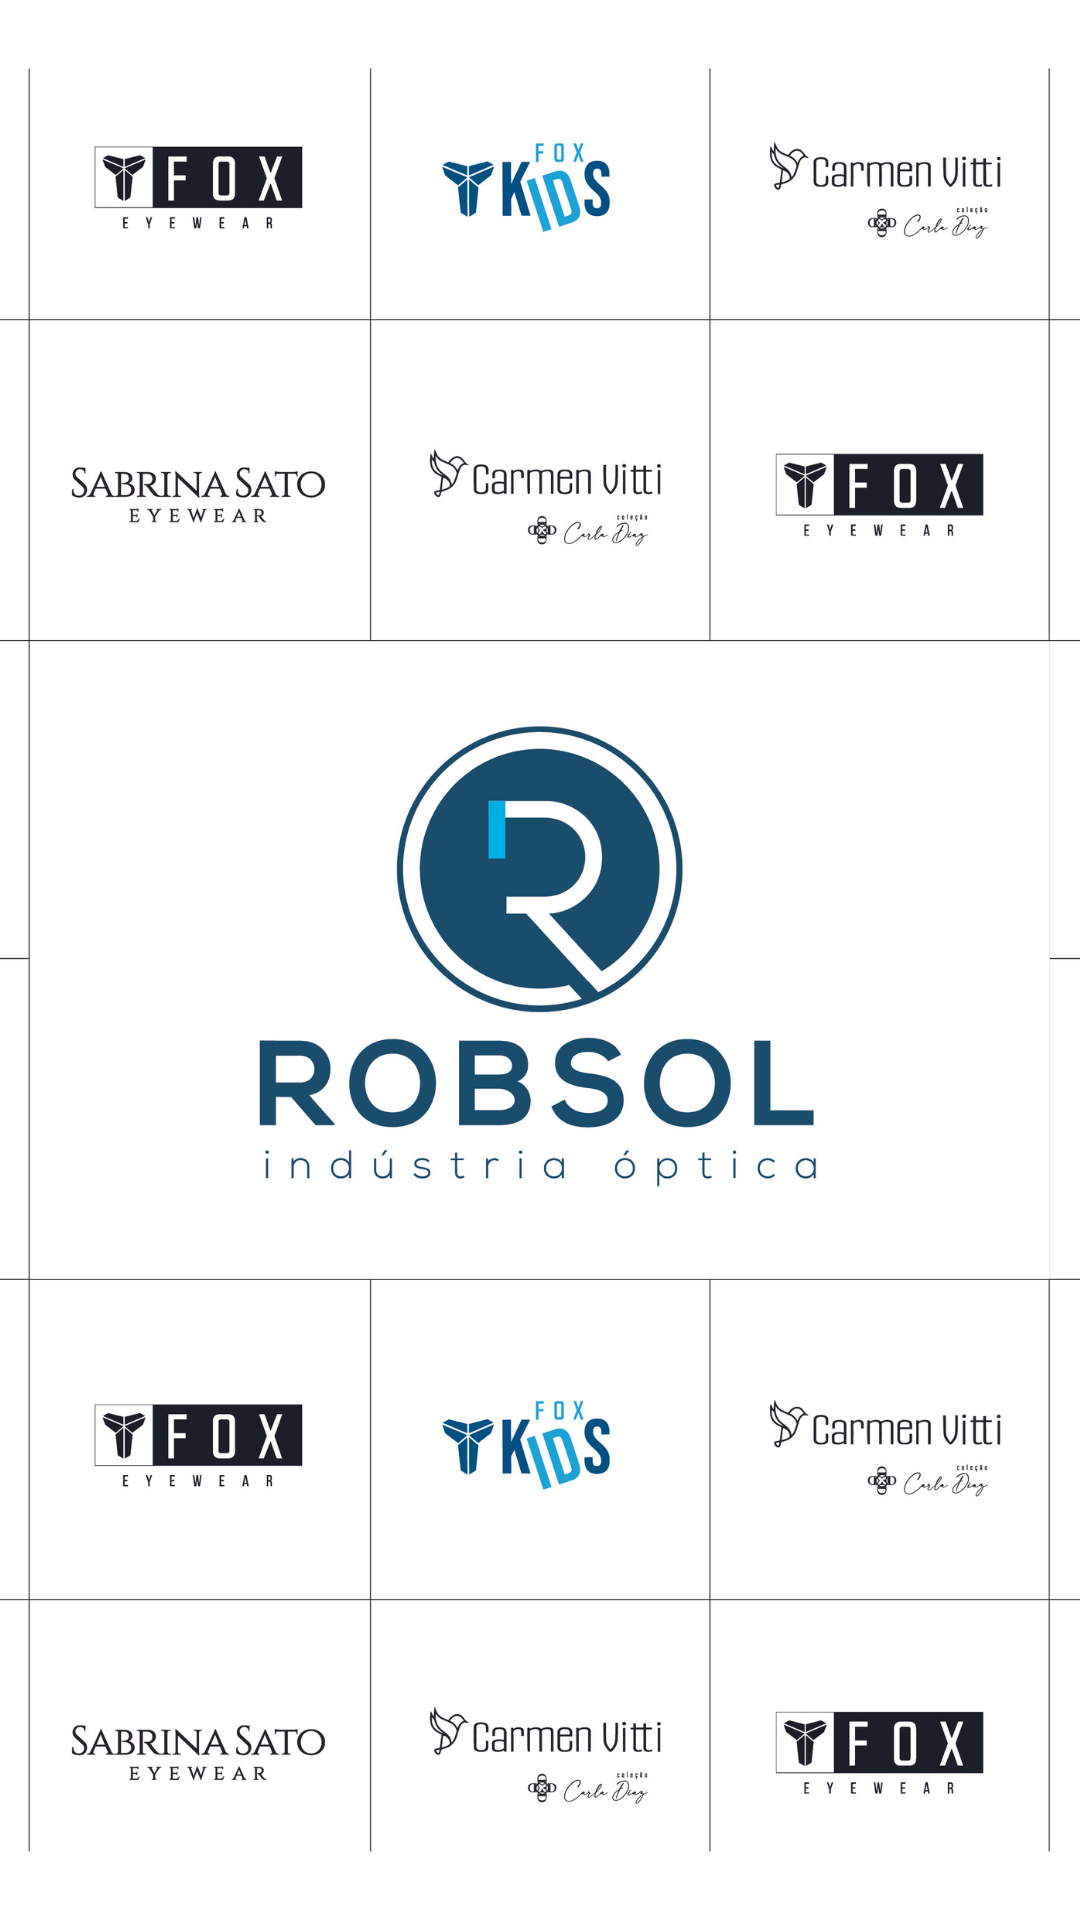 FOX
EYEWEAR
FOX
KIDS
Carmen Vitti
coleção
Carla Diaz
SABRINA SATO
EYEWEAR
Carmen Vitti
coleção
Carla Diaz
FOX
EYEWEAR
R
ROBSOL
indústria óptica
FOX
EYEWEAR
FOX
KIDS
Carmen Vitti
coleção
Carla Diaz
SABRINA SATO
EYEWEAR
Carmen Vitti
coleção
Carla Diaz
FOX
EYEWEAR